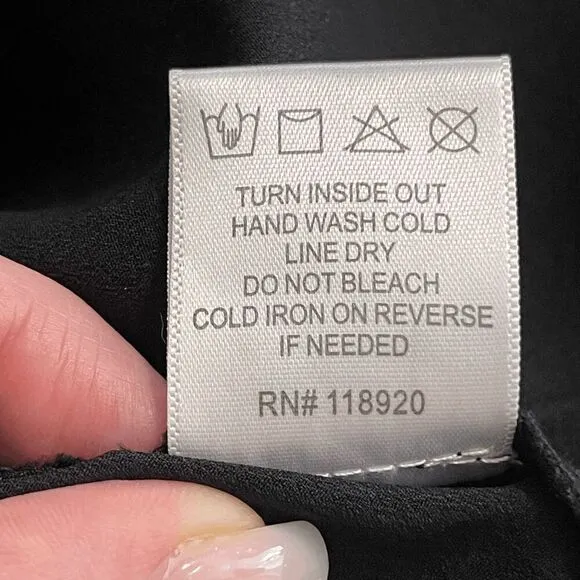 TURN INSIDE OUT
HAND WASH COLD
LINE DRY
DO NOT BLEACH
COLD IRON ON REVERSE
IF NEEDED
RN# 118920